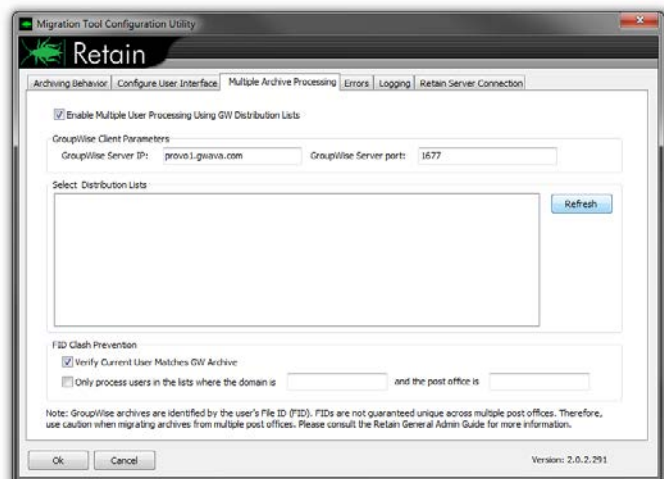 Migration Tool Configuration Utility
Retain
Archiving Behavior Configure User Interface Multiple Archive Processing Errors Logging Retain Server Connection
Enable Multiple User Processing Using GW Distribution Lists
GroupWise Client Parameters
GroupWise Server IP: provo1.gwava.com GroupWise Server port: 1677
Select Distribution Lists
Refresh
FID Clash Prevention
Verify Current User Matches GW Archive
Only process users in the lists where the domain is and the post office is
Note: GroupWise archives are identified by the user's File ID (FID). FIDs are not guaranteed unique across multiple post offices. Therefore,
use caution when migrating archives from multiple post offices. Please consult the Retain General Admin Guide for more information.
Ok Cancel Version: 2.0.2.291